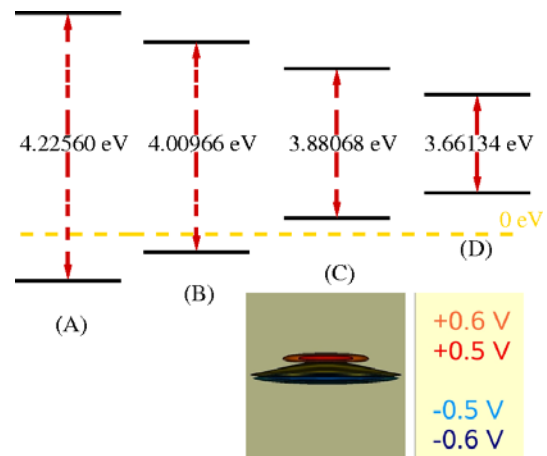 4.22560 eV
4.00966 eV
3.88068 eV
3.66134 eV
0 eV
(A)
(B)
(C)
(D)
+0.6 V
+0.5 V
-0.5 V
-0.6 V